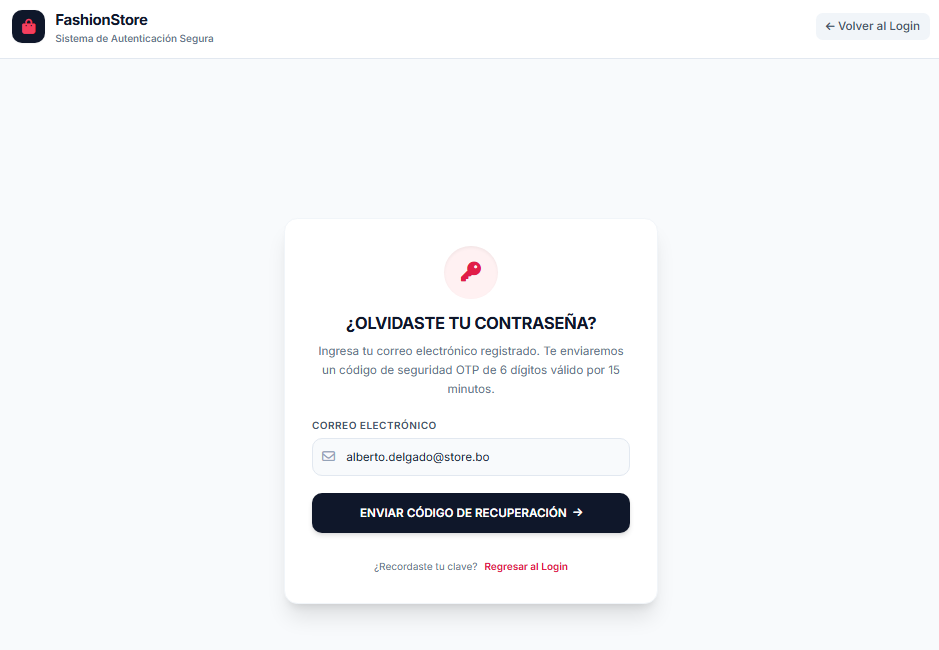 FashionStore
Sistema de Autenticación Segura
← Volver al Login
¿OLVIDASTE TU CONTRASEÑA?
Ingresa tu correo electrónico registrado. Te enviaremos
un código de seguridad OTP de 6 dígitos válido por 15
minutos.
CORREO ELECTRÓNICO
alberto.delgado@store.bo
ENVIAR CÓDIGO DE RECUPERACIÓN →
¿Recordaste tu clave? Regresar al Login